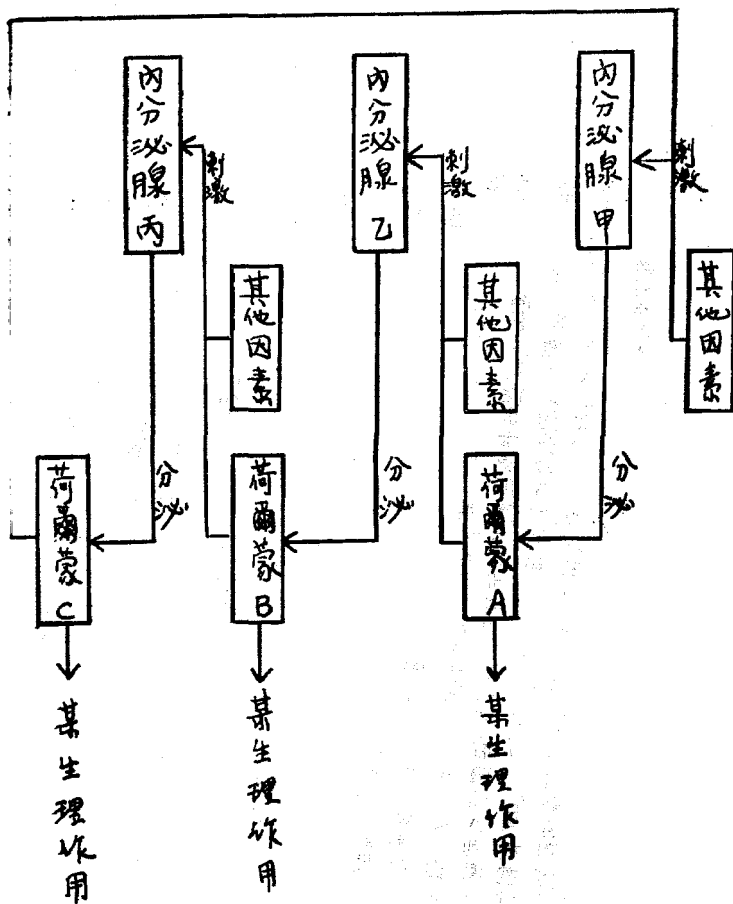 內分泌腺甲
刺激
其他因素
分泌
荷爾蒙A
某生理作用
內分泌腺乙
刺激
其他因素
分泌
荷爾蒙B
某生理作用
內分泌腺丙
刺激
其他因素
分泌
荷爾蒙C
某生理作用